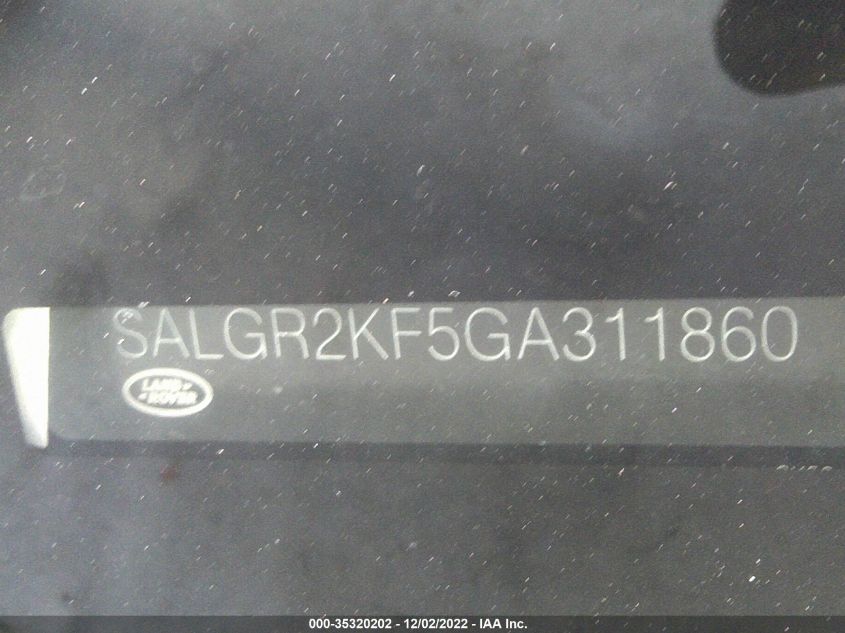 SALGR2KF5GA311860
LAND
ROVER
000-35320202 - 12/02/2022 - IAA Inc.